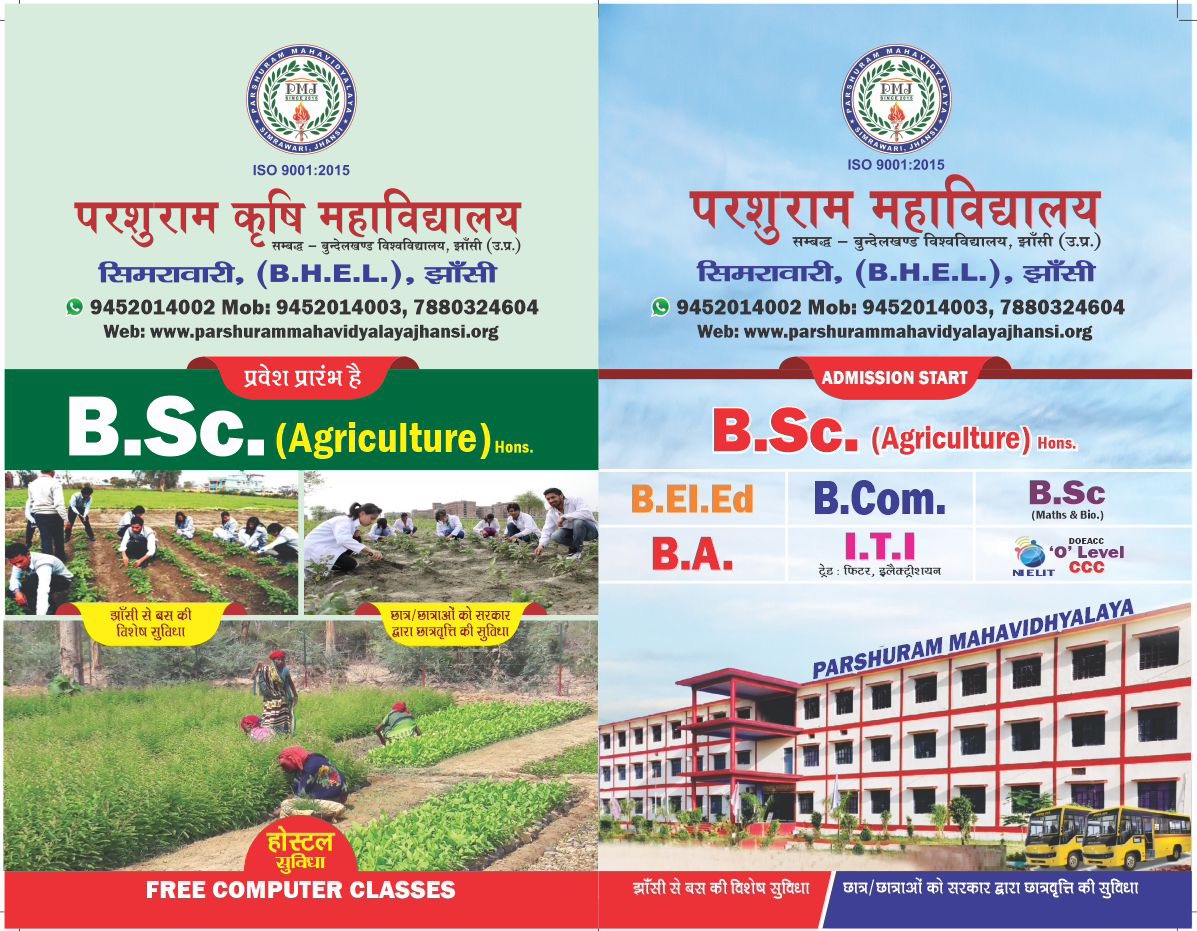 PARSHURAM MAHAVIDYALAYA
PMJ
SINCE 2015
SIMRAWARI, JHANSI
ISO 9001:2015
परशुराम कृषि महाविद्यालय
सम्बद्ध – बुन्देलखण्ड विश्वविद्यालय, झाँसी (उ.प्र.)
सिमरावारी, (B.H.E.L.), झाँसी
9452014002 Mob: 9452014003, 7880324604
Web: www.parshurammahavidyalayajhansi.org
प्रवेश प्रारंभ है
B.Sc. (Agriculture) Hons.
झाँसी से बस की
विशेष सुविधा
छात्र/छात्राओं को सरकार
द्वारा छात्रवृत्ति की सुविधा
होस्टल
सुविधा
FREE COMPUTER CLASSES
PARSHURAM MAHAVIDYALAYA
PMJ
SINCE 2015
SIMRAWARI, JHANSI
ISO 9001:2015
परशुराम महाविद्यालय
सम्बद्ध – बुन्देलखण्ड विश्वविद्यालय, झाँसी (उ.प्र.)
सिमरावारी, (B.H.E.L.), झाँसी
9452014002 Mob: 9452014003, 7880324604
Web: www.parshurammahavidyalayajhansi.org
ADMISSION START
B.Sc. (Agriculture) Hons.
B.El.Ed
B.Com.
B.Sc
(Maths & Bio.)
B.A.
I.T.I
ट्रेड : फिटर, इलैक्ट्रीशयन
NIELIT
DOEACC
'O' Level
CCC
PARSHURAM MAHAVIDHYALAYA
झाँसी से बस की विशेष सुविधा
छात्र/छात्राओं को सरकार द्वारा छात्रवृत्ति की सुविधा